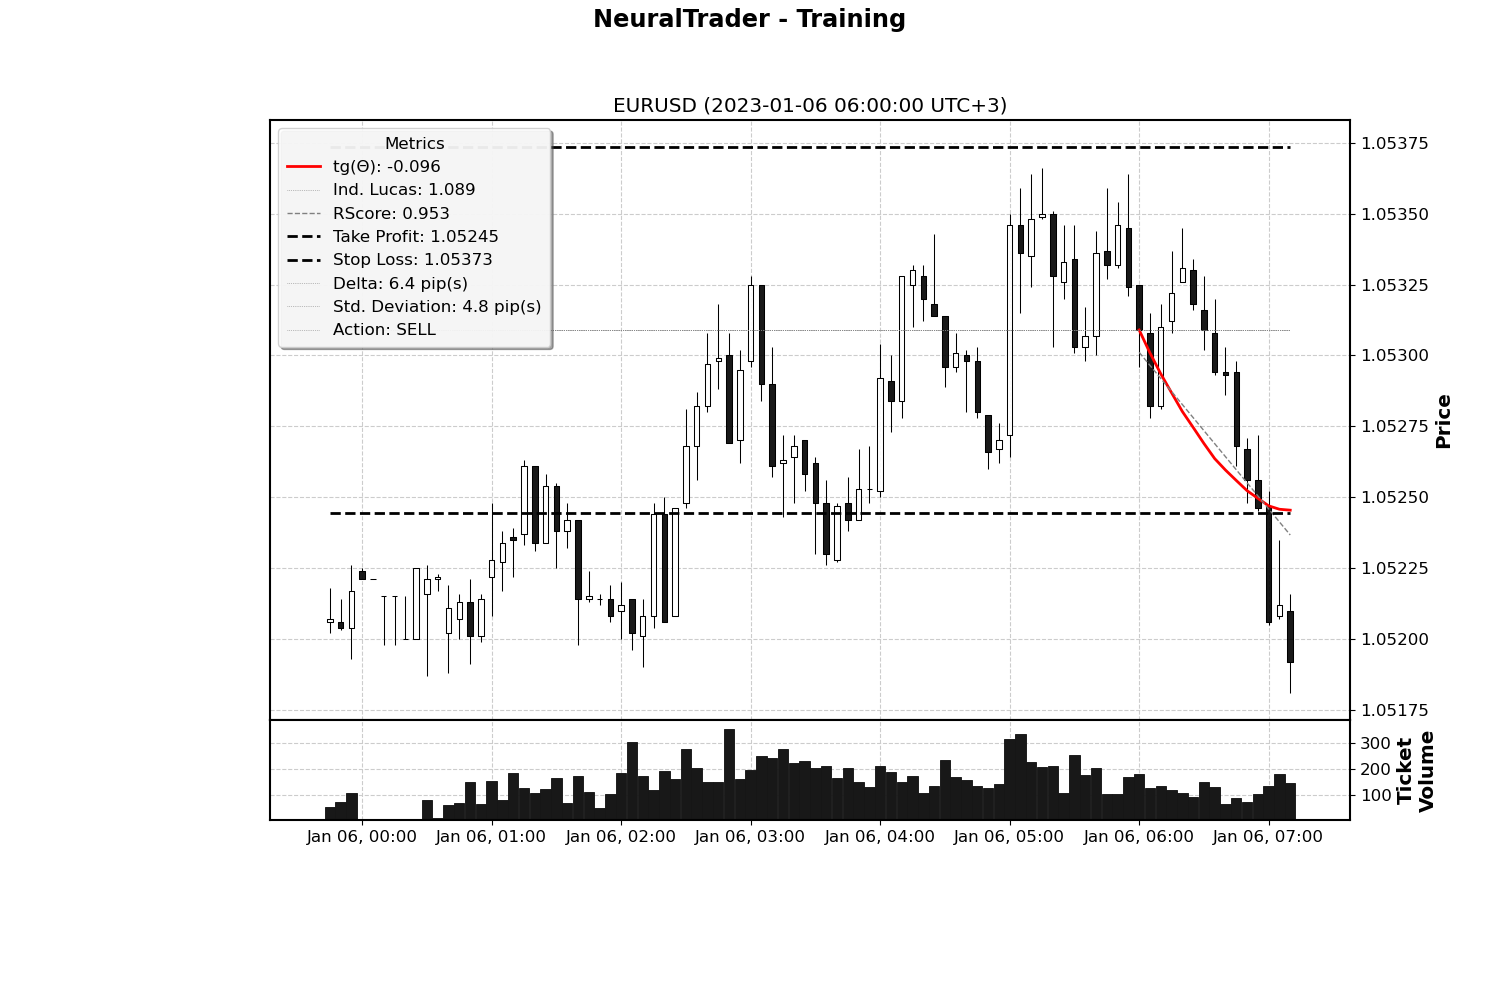 NeuralTrader - Training
EURUSD (2023-01-06 06:00:00 UTC+3)
Metrics
tg(Θ): -0.096
Ind. Lucas: 1.089
RScore: 0.953
Take Profit: 1.05245
Stop Loss: 1.05373
Delta: 6.4 pip(s)
Std. Deviation: 4.8 pip(s)
Action: SELL
1.05375
1.05350
1.05325
1.05300
1.05275
1.05250
1.05225
1.05200
1.05175
Price
300
200
100
Ticket
Volume
Jan 06, 00:00 Jan 06, 01:00 Jan 06, 02:00 Jan 06, 03:00 Jan 06, 04:00 Jan 06, 05:00 Jan 06, 06:00 Jan 06, 07:00